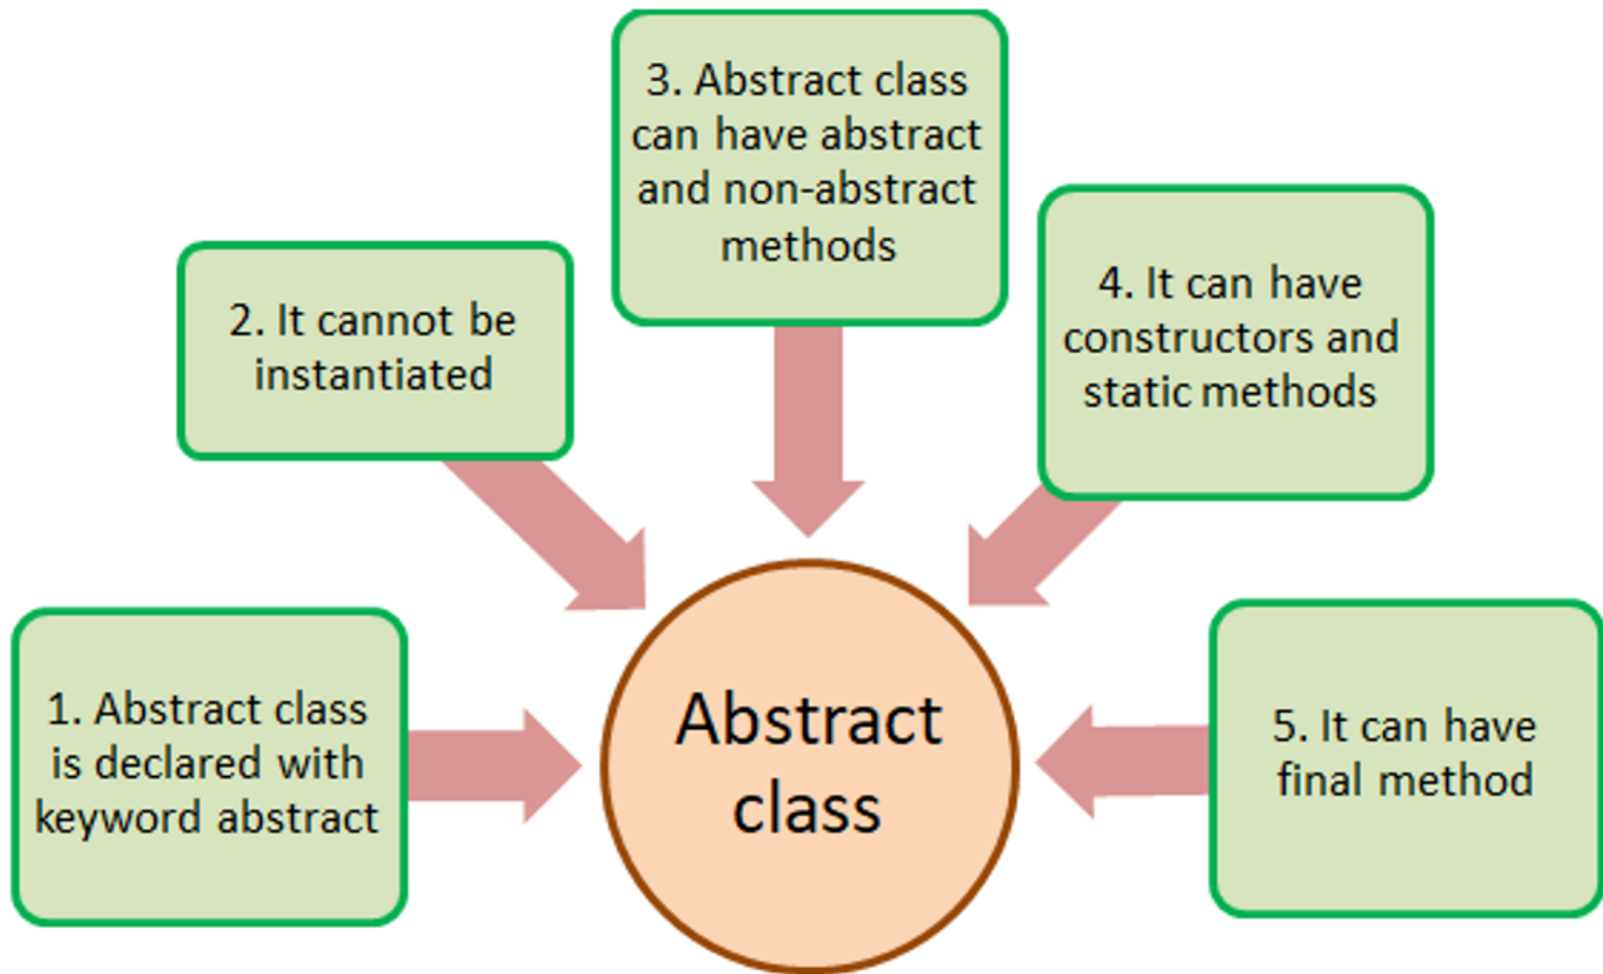 1. Abstract class
is declared with
keyword abstract
2. It cannot be
instantiated
3. Abstract class
can have abstract
and non-abstract
methods
4. It can have
constructors and
static methods
5. It can have
final method
Abstract
class